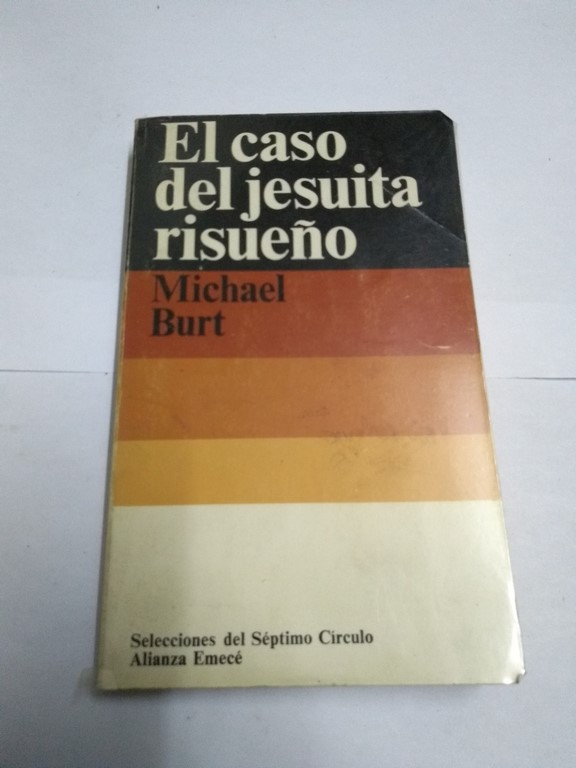 El caso
del jesuita
risueño
Michael
Burt
Selecciones del Séptimo Círculo
Alianza Emecé